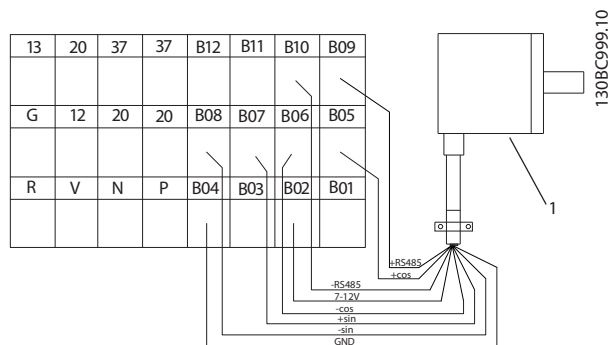 13 20 37 37 B12 B11 B10 B09
G 12 20 20 B08 B07 B06 B05
R V N P B04 B03 B02 B01
1
+RS485
+cos
-RS485
7-12V
-cos
+sin
-sin
GND
130BC999.10